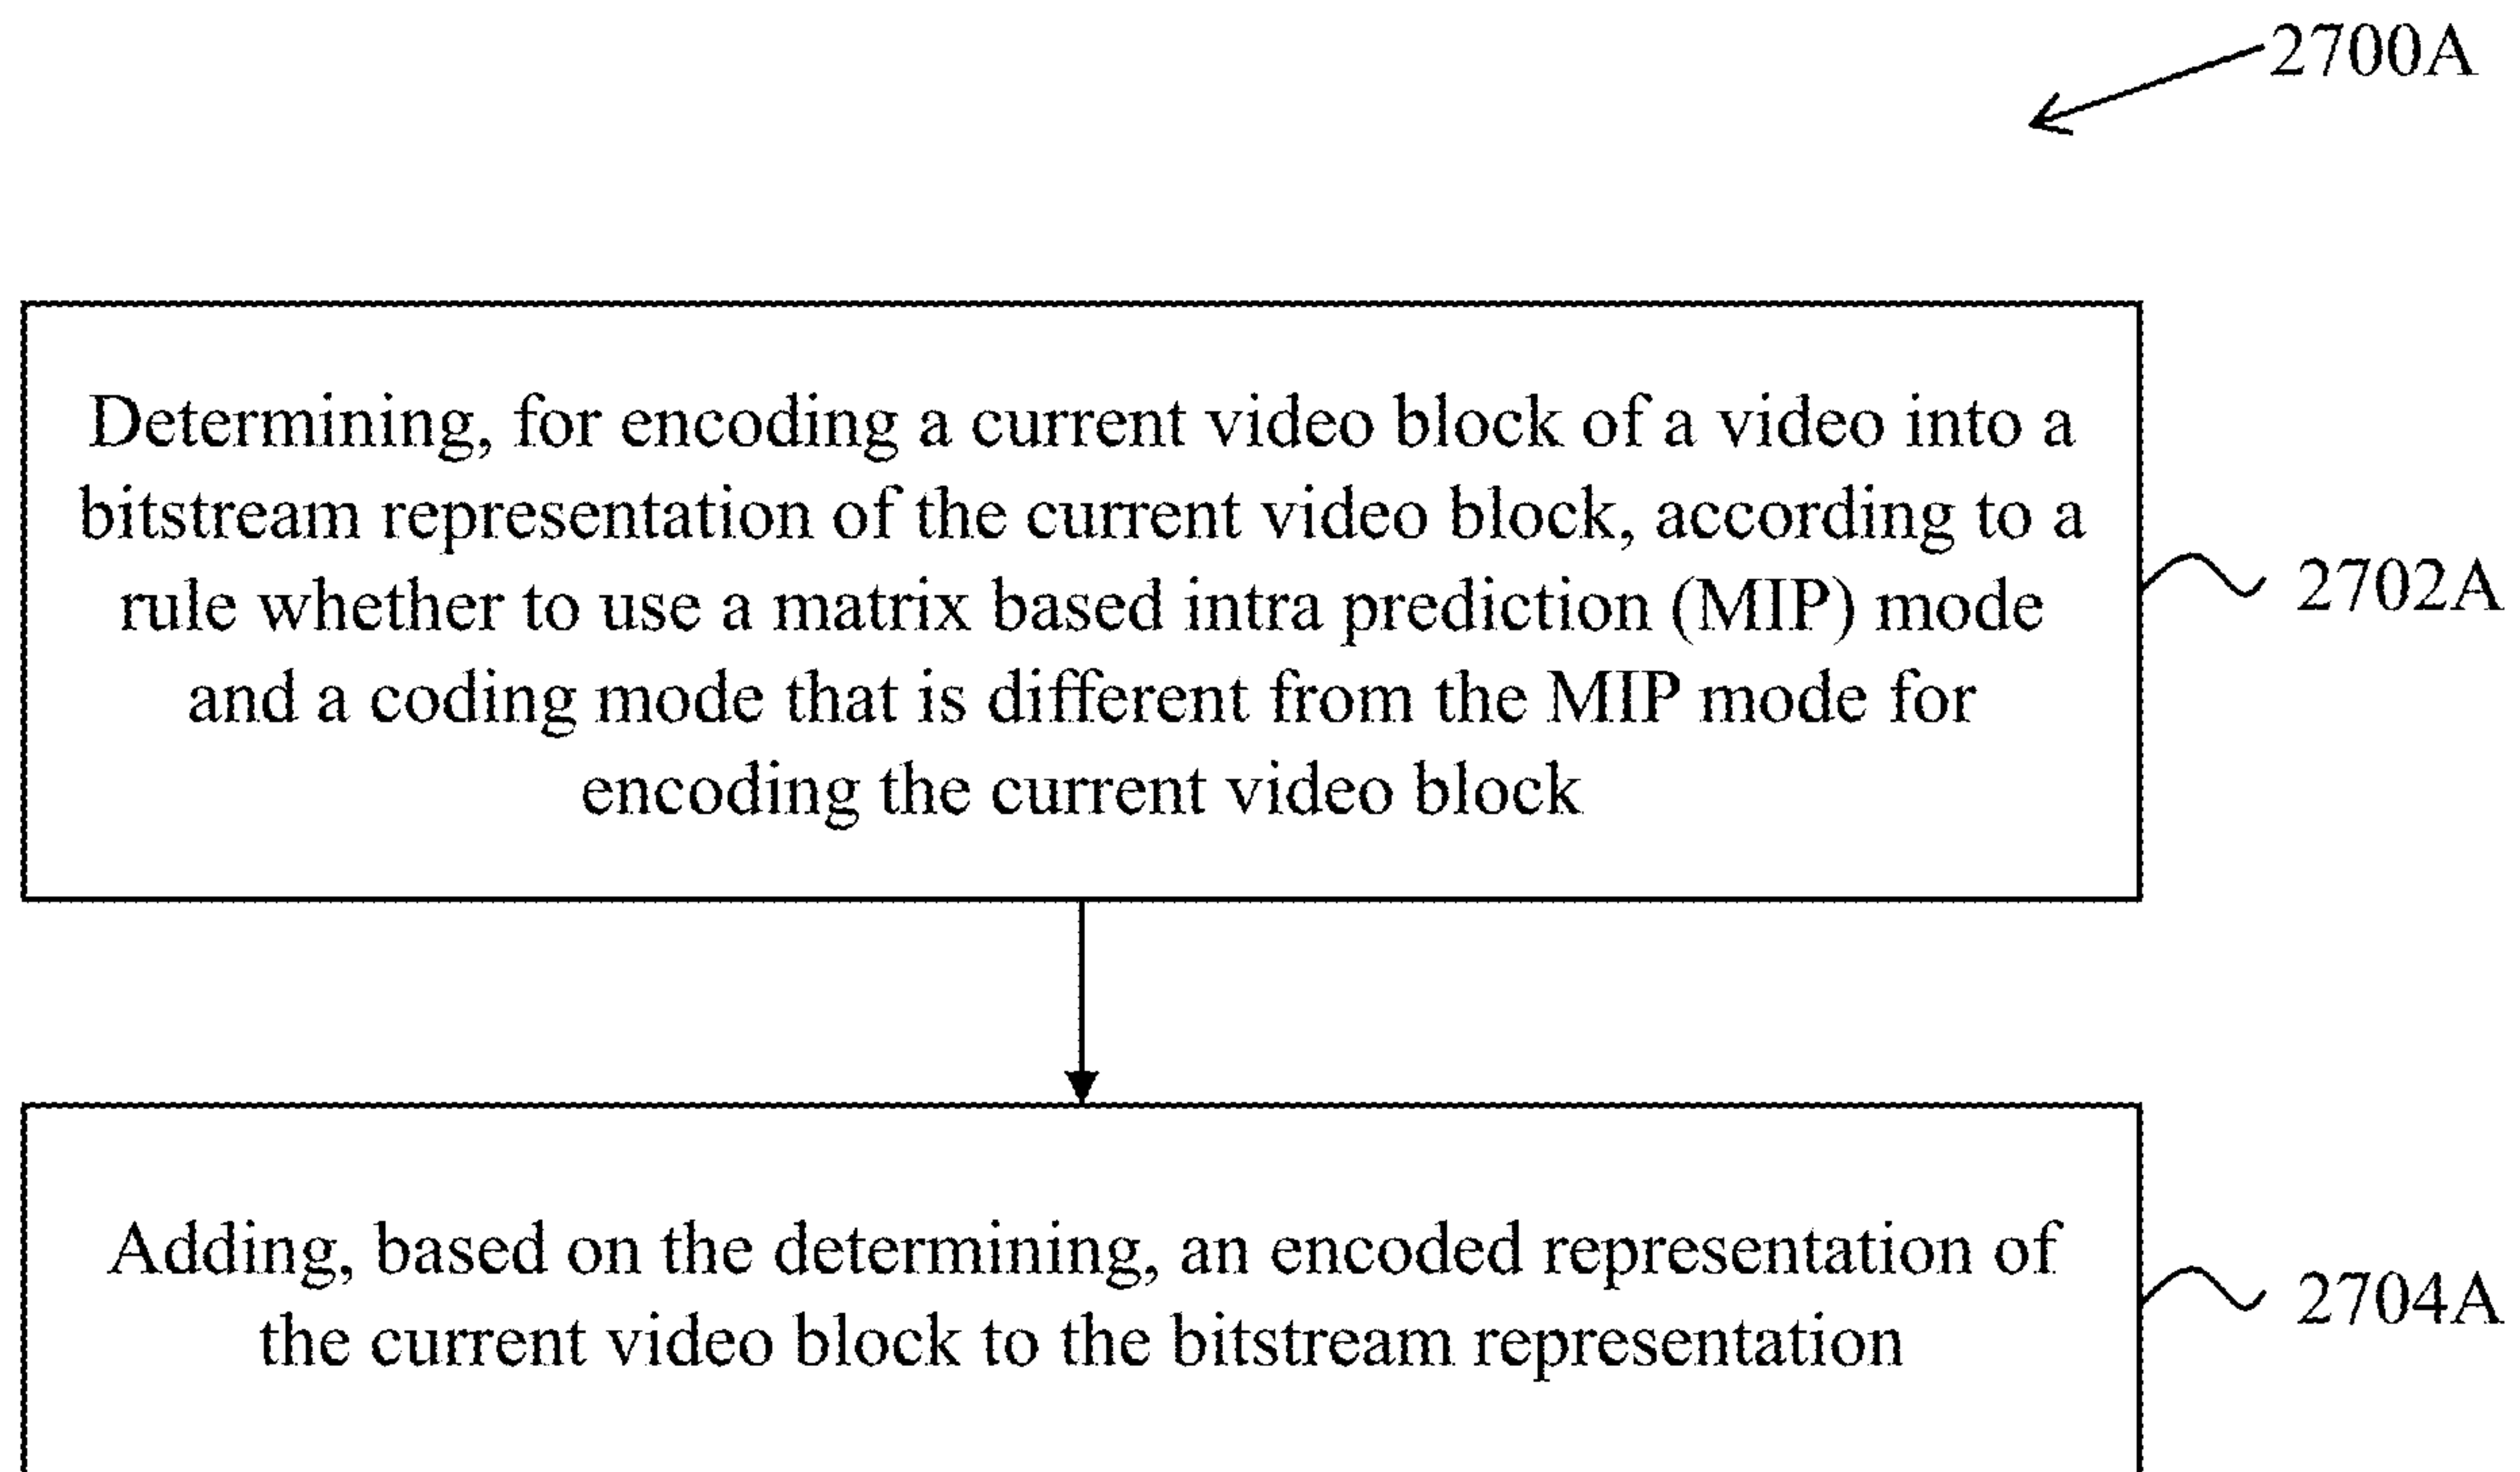 2700A
Determining, for encoding a current video block of a video into a
bitstream representation of the current video block, according to a
rule whether to use a matrix based intra prediction (MIP) mode
and a coding mode that is different from the MIP mode for
encoding the current video block
2702A
Adding, based on the determining, an encoded representation of
the current video block to the bitstream representation
2704A